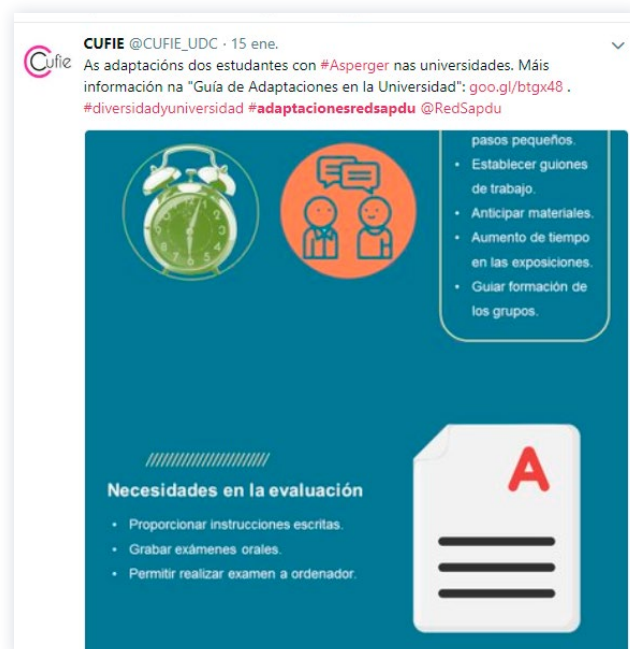 Cufie
CUFIE @CUFIE_UDC · 15 ene.
As adaptacións dos estudantes con #Asperger nas universidades. Máis
información na "Guía de Adaptaciones en la Universidad": goo.gl/btgx48 .
#diversidadyuniversidad #adaptacionesredsapdu @RedSapdu
pasos pequeños.
• Establecer guiones
de trabajo.
• Anticipar materiales.
• Aumento de tiempo
en las exposiciones.
• Guiar formación de
los grupos.
Necesidades en la evaluación
• Proporcionar instrucciones escritas.
• Grabar exámenes orales.
• Permitir realizar examen a ordenador.
A